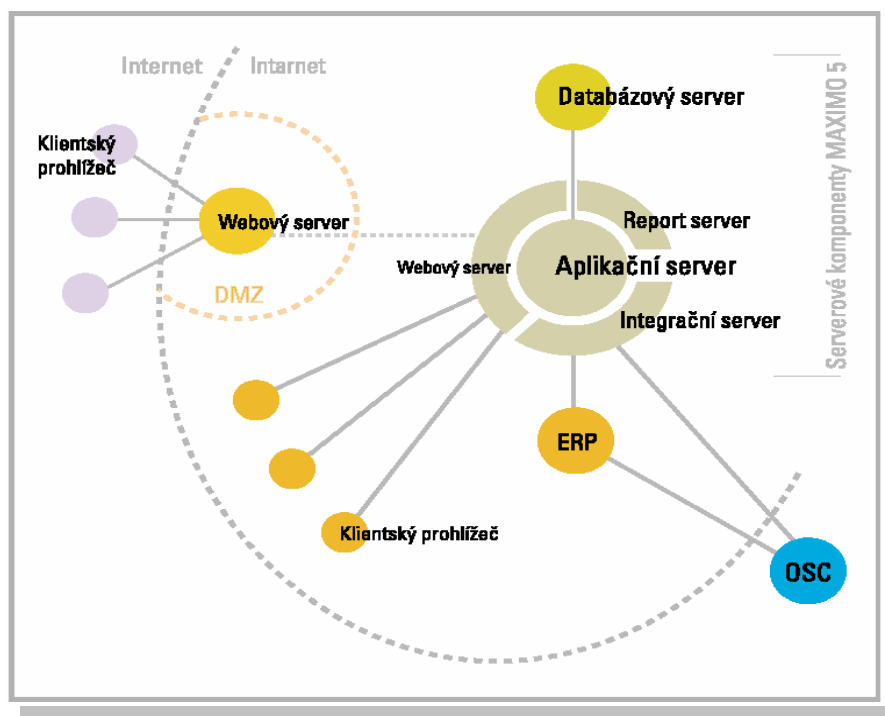 Internet
Intarnet
Klientský
prohlížeč
Webový server
DMZ
Databázový server
Report server
Webový server
Aplikační server
Integrační server
Serverové komponenty MAXIMO 5
ERP
Klientský prohlížeč
OSC